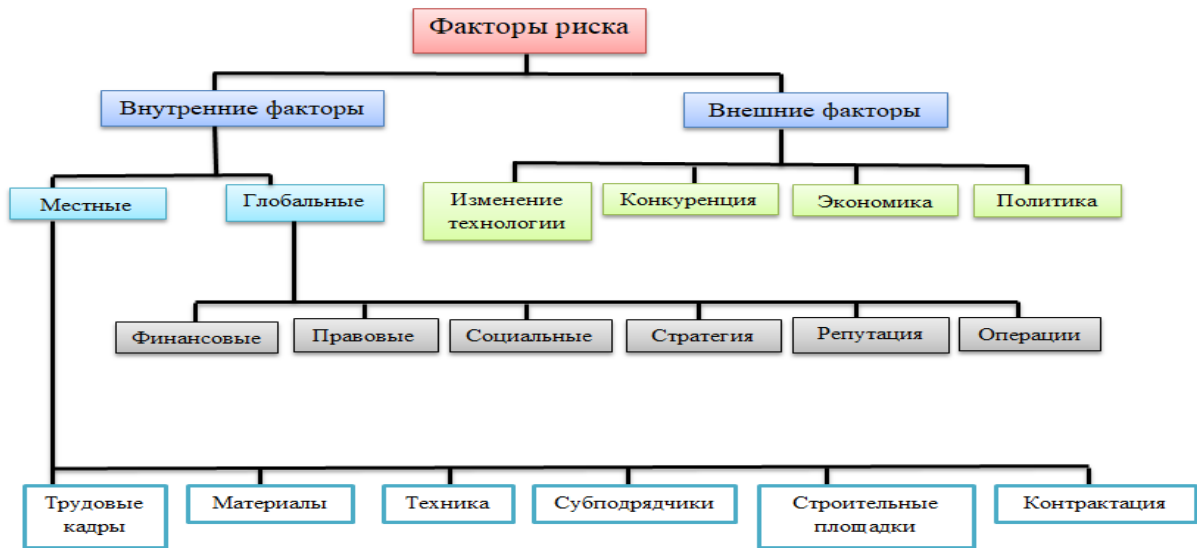 Факторы риска
Внутренние факторы
Внешние факторы
Местные
Глобальные
Изменение
технологии
Конкуренция
Экономика
Политика
Финансовые
Правовые
Социальные
Стратегия
Репутация
Операции
Трудовые
кадры
Материалы
Техника
Субподрядчики
Строительные
площадки
Контрактация